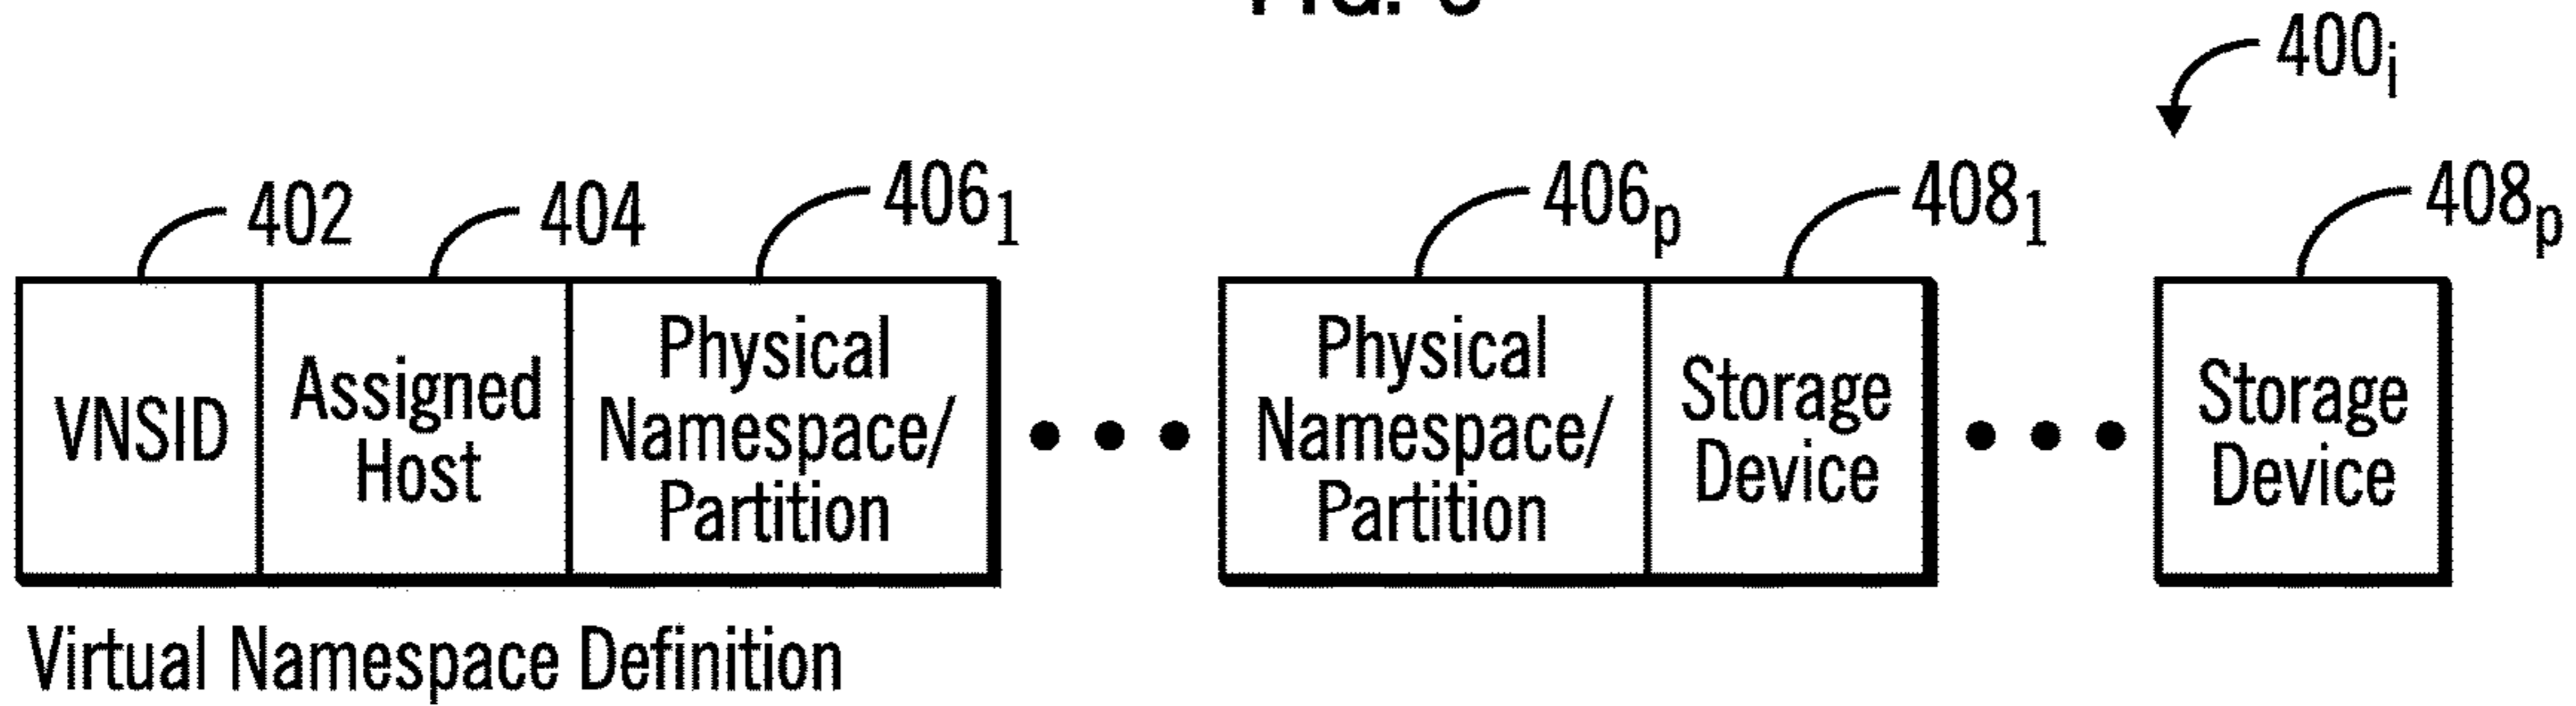 400i
402
404
4061
406p
4081
408p
VNSID
Assigned
Host
Physical
Namespace/
Partition
Physical
Namespace/
Partition
Storage
Device
Storage
Device
Virtual Namespace Definition